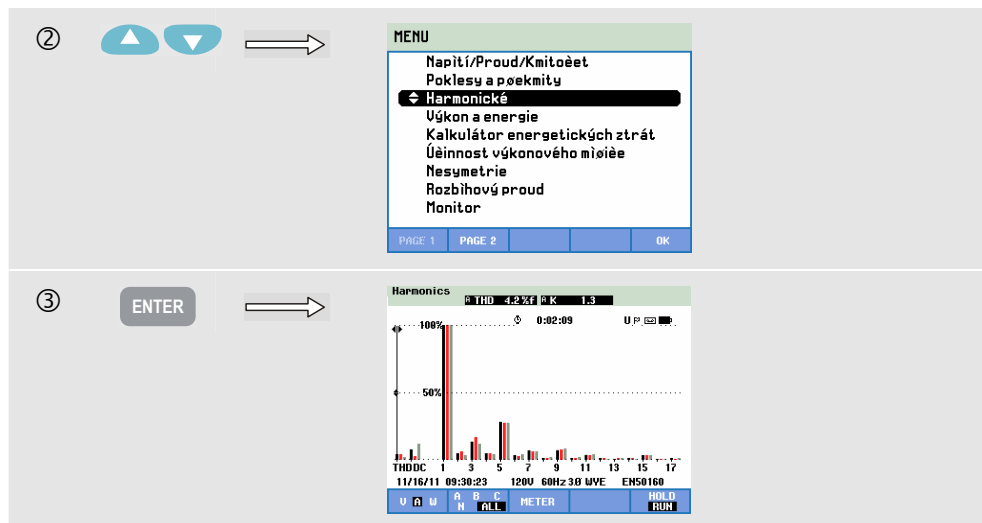 ②
MENU
Napìtí/Proud/Kmitoèet
Poklesy a pøekmity
Harmonické
Výkon a energie
Kalkulátor energetických ztrát
Úèinnost výkonového mìøièe
Nesymetrie
Rozbìhový proud
Monitor
PAGE 1 PAGE 2 OK
③
ENTER
Harmonics
A THD 4.2%f A K 1.3
0:02:09 U
100%
50%
THDDC 1 3 5 7 9 11 13 15 17
11/16/11 09:30:23 120V 60Hz 3Ø WYE EN50160
V A W A B C N ALL METER HOLD RUN